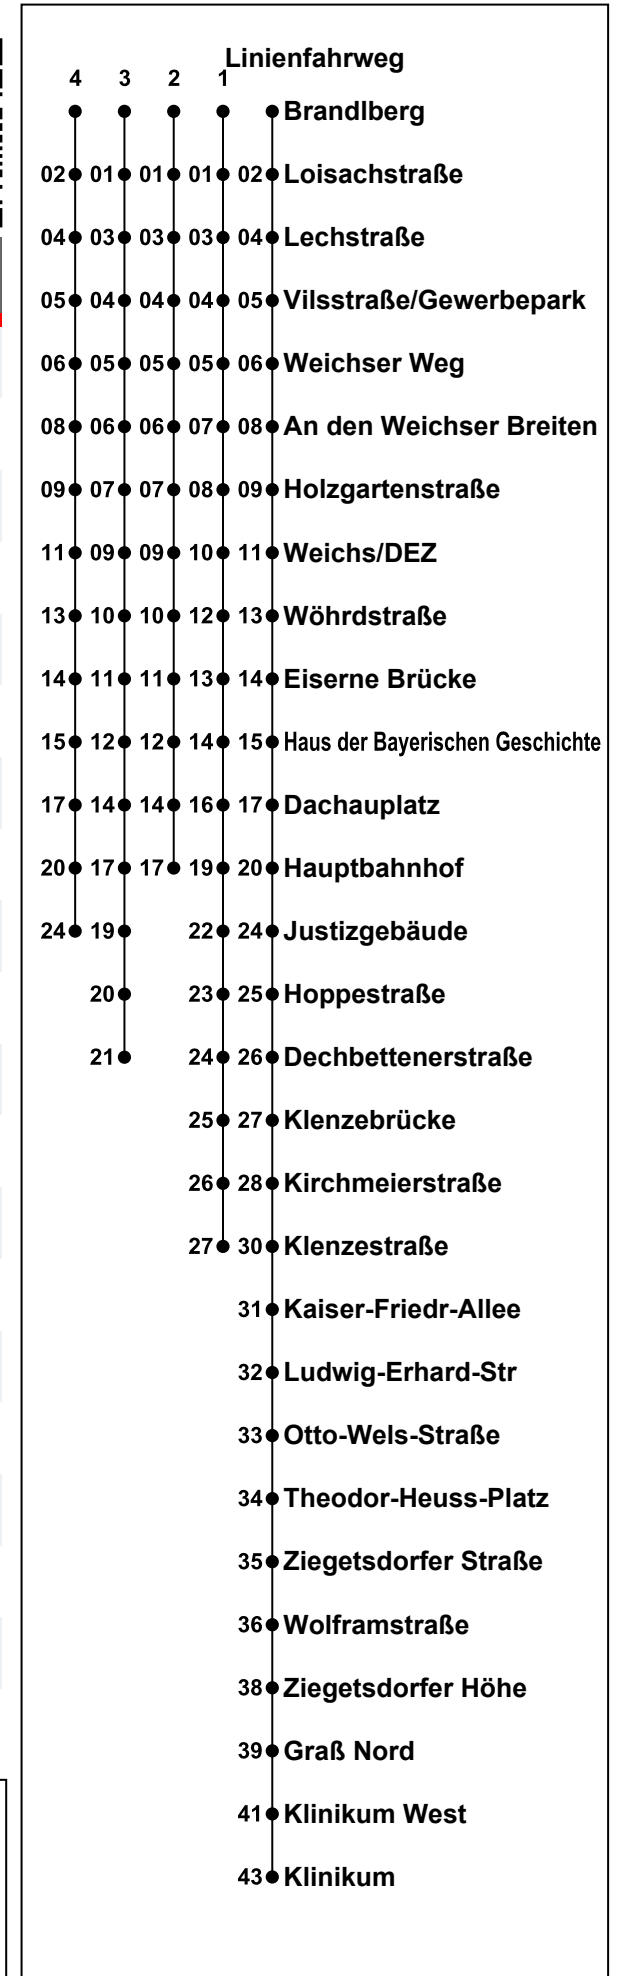 Linienfahrweg
4 3 2 1
Brandlberg
02 01 01 01 02 Loisachstraße
04 03 03 03 04 Lechstraße
05 04 04 04 05 Vilsstraße/Gewerbepark
06 05 05 05 06 Weichser Weg
08 06 06 07 08 An den Weichser Breiten
09 07 07 08 09 Holzgartenstraße
11 09 09 10 11 Weichs/DEZ
13 10 10 12 13 Wöhrdstraße
14 11 11 13 14 Eiserne Brücke
15 12 12 14 15 Haus der Bayerischen Geschichte
17 14 14 16 17 Dachauplatz
20 17 17 19 20 Hauptbahnhof
24 19 22 24 Justizgebäude
20 23 25 Hoppestraße
21 24 26 Dechbettenerstraße
25 27 Klenzebrücke
26 28 Kirchmeierstraße
27 30 Klenzestraße
31 Kaiser-Friedr-Allee
32 Ludwig-Erhard-Str
33 Otto-Wels-Straße
34 Theodor-Heuss-Platz
35 Ziegetsdorfer Straße
36 Wolframstraße
38 Ziegetsdorfer Höhe
39 Graß Nord
41 Klinikum West
43 Klinikum